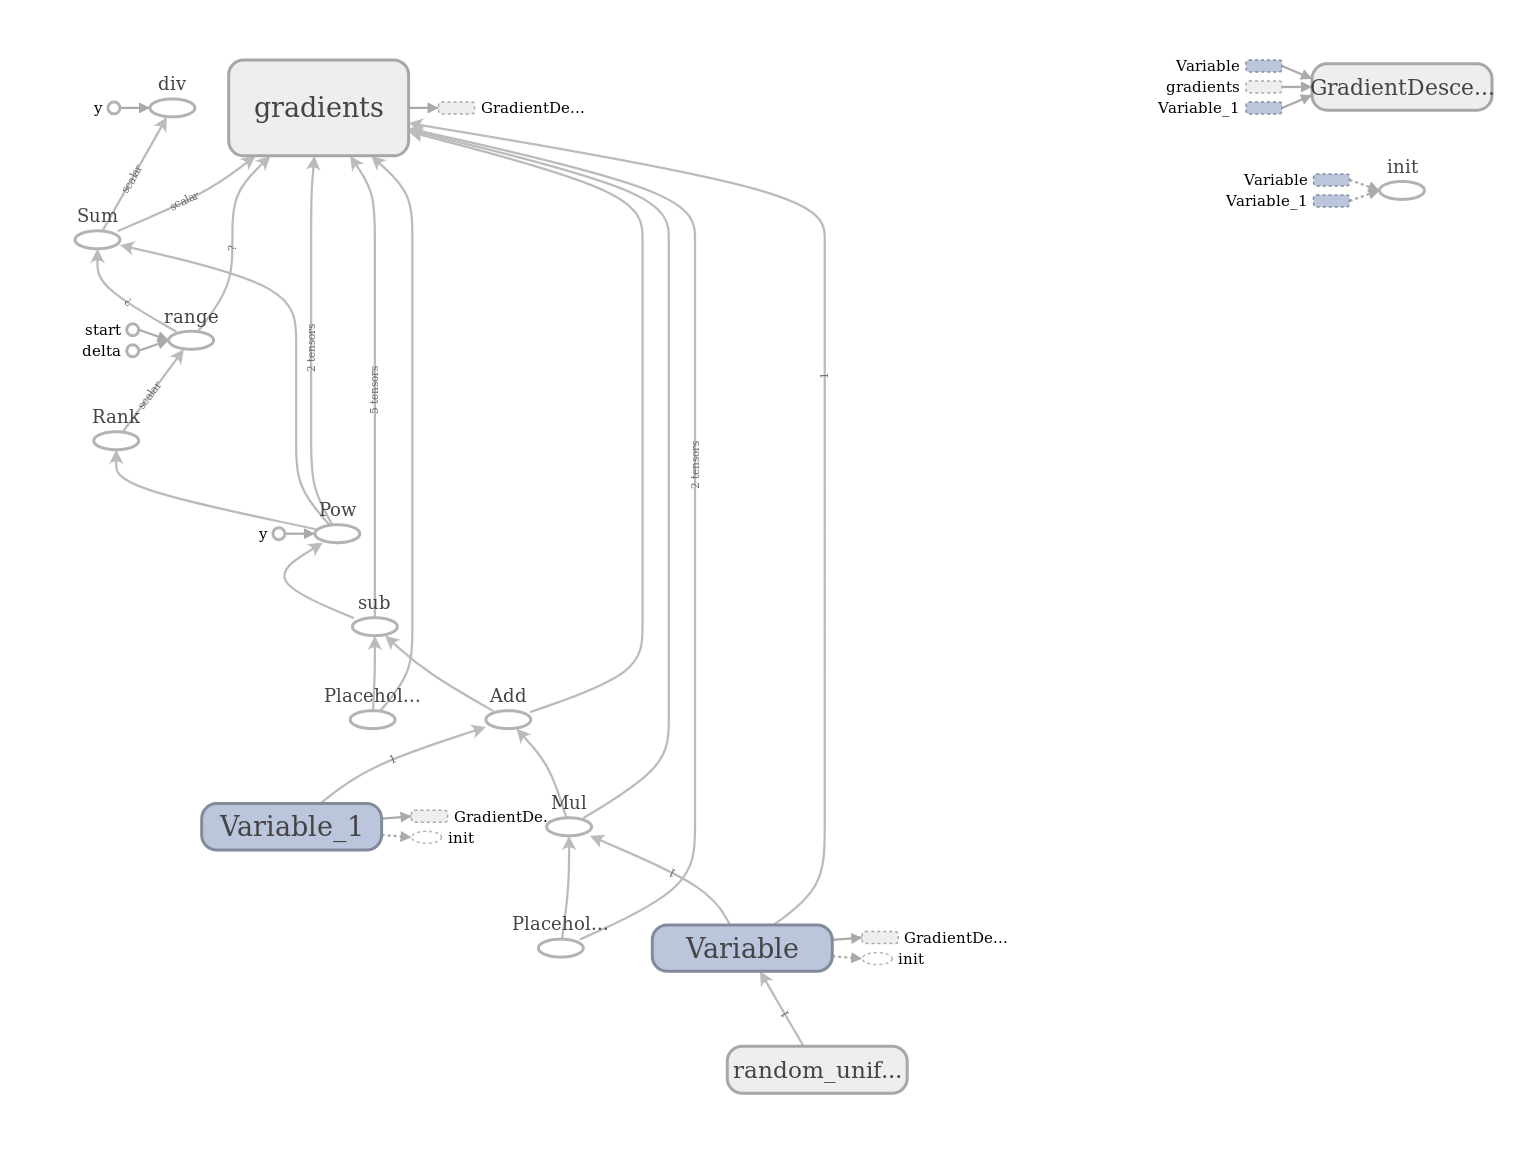 div
y
gradients
GradientDe...
Variable
gradients
Variable_1
GradientDesce...
init
Variable
Variable_1
scalar
scalar
Sum
?
range
start
delta
2 tensors
5 tensors
1
scalar
Rank
2 tensors
Pow
y
sub
Placehol...
Add
1
Variable_1
GradientDe...
init
Mul
1
Placehol...
Variable
GradientDe...
init
1
random_unif...